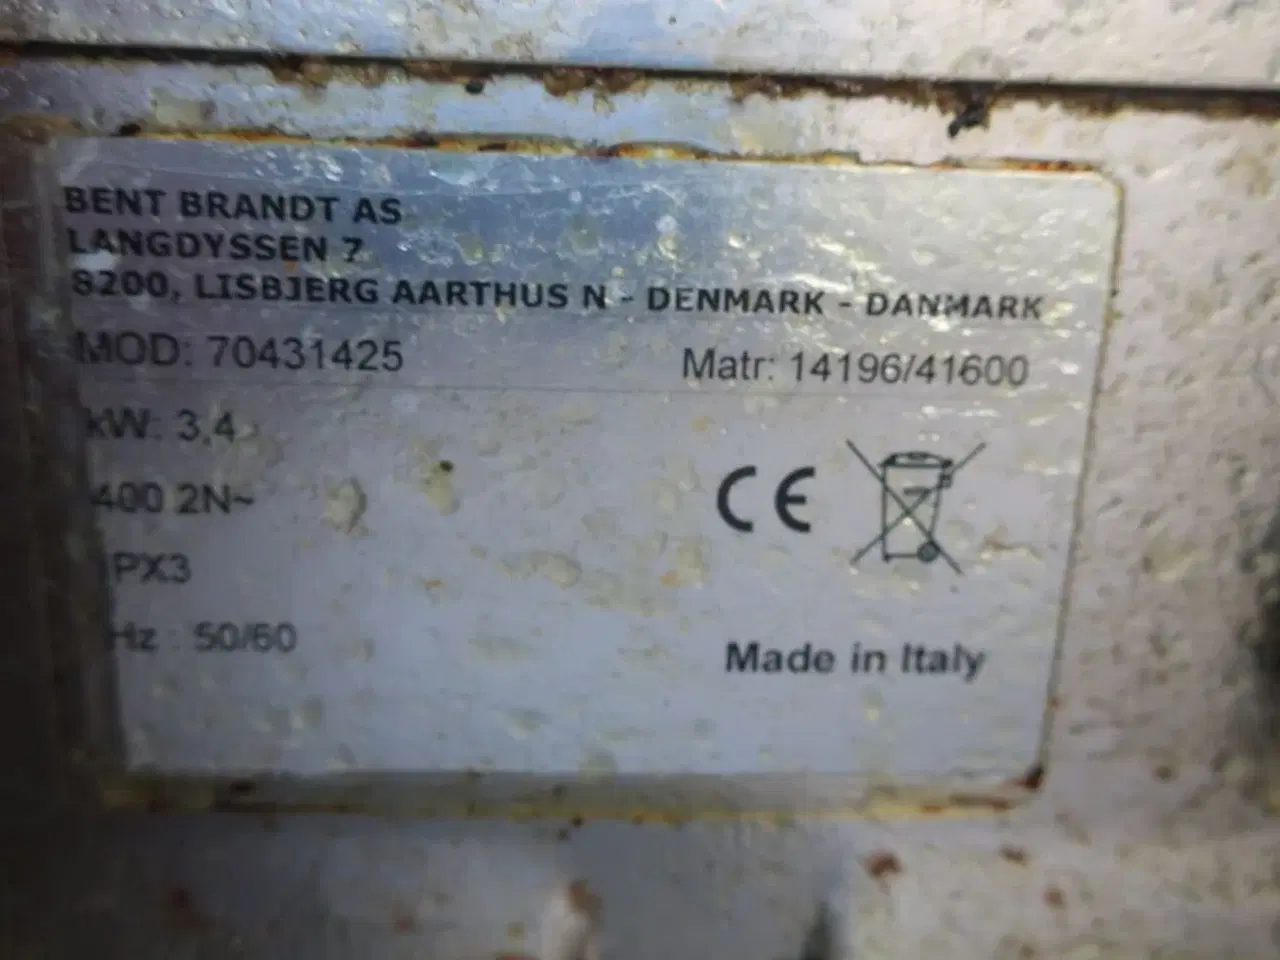 BENT BRANDT AS
LANGDYSSEN 7
8200, LISBJERG AARTHUS N - DENMARK - DANMARK
MOD: 70431425 Matr: 14196/41600
kW: 3,4
400 2N~
CE
IPX3
Hz : 50/60
Made in Italy